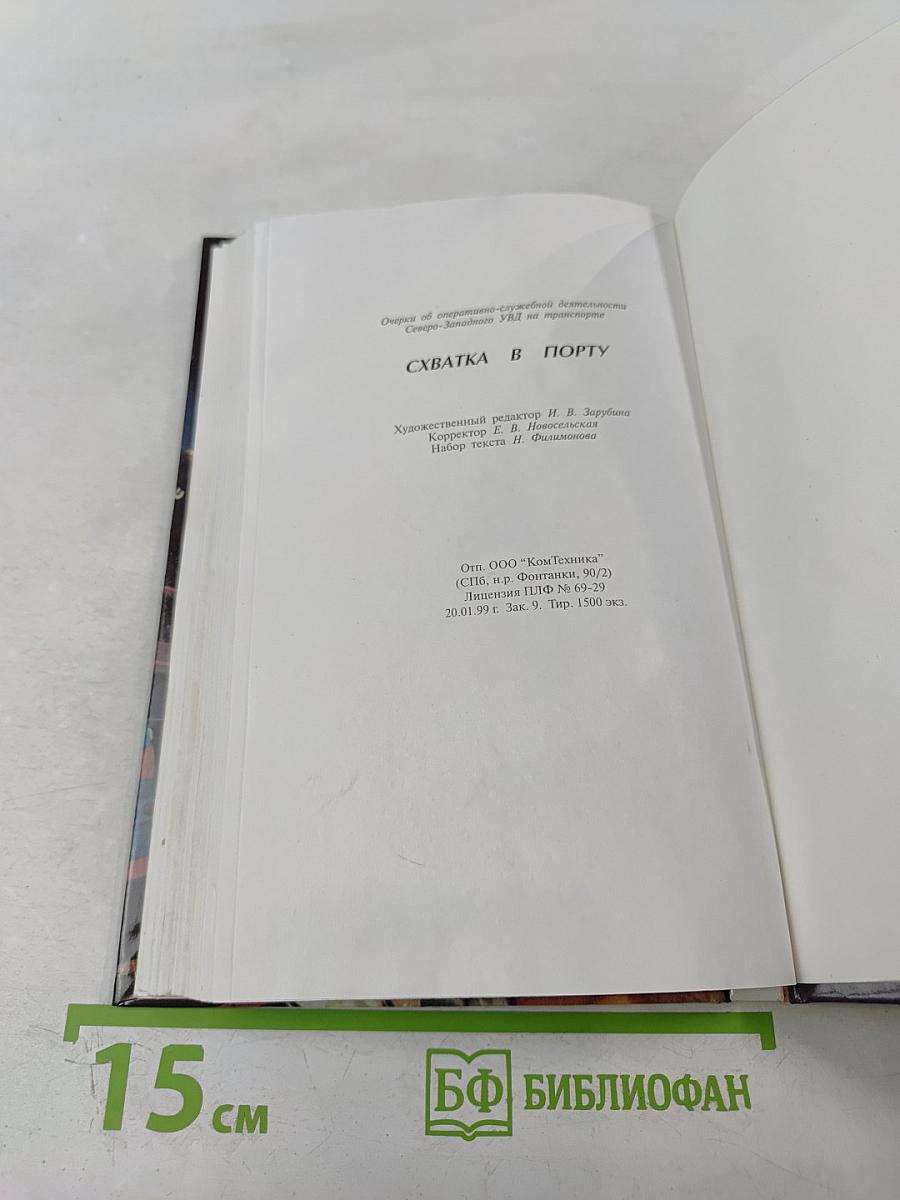 Очерки об оперативно-служебной деятельности
Северо-Западного УВД на транспорте
СХВАТКА В ПОРТУ
Художественный редактор И. В. Зарубина
Корректор Е. В. Новосельская
Набор текста Н. Филимонова
Отп. ООО “КомТехника”
(СПб, н.р. Фонтанки, 90/2)
Лицензия ПЛФ № 69-29
20.01.99 г. Зак. 9. Тир. 1500 экз.
15 см
БФ БИБЛИОФАН